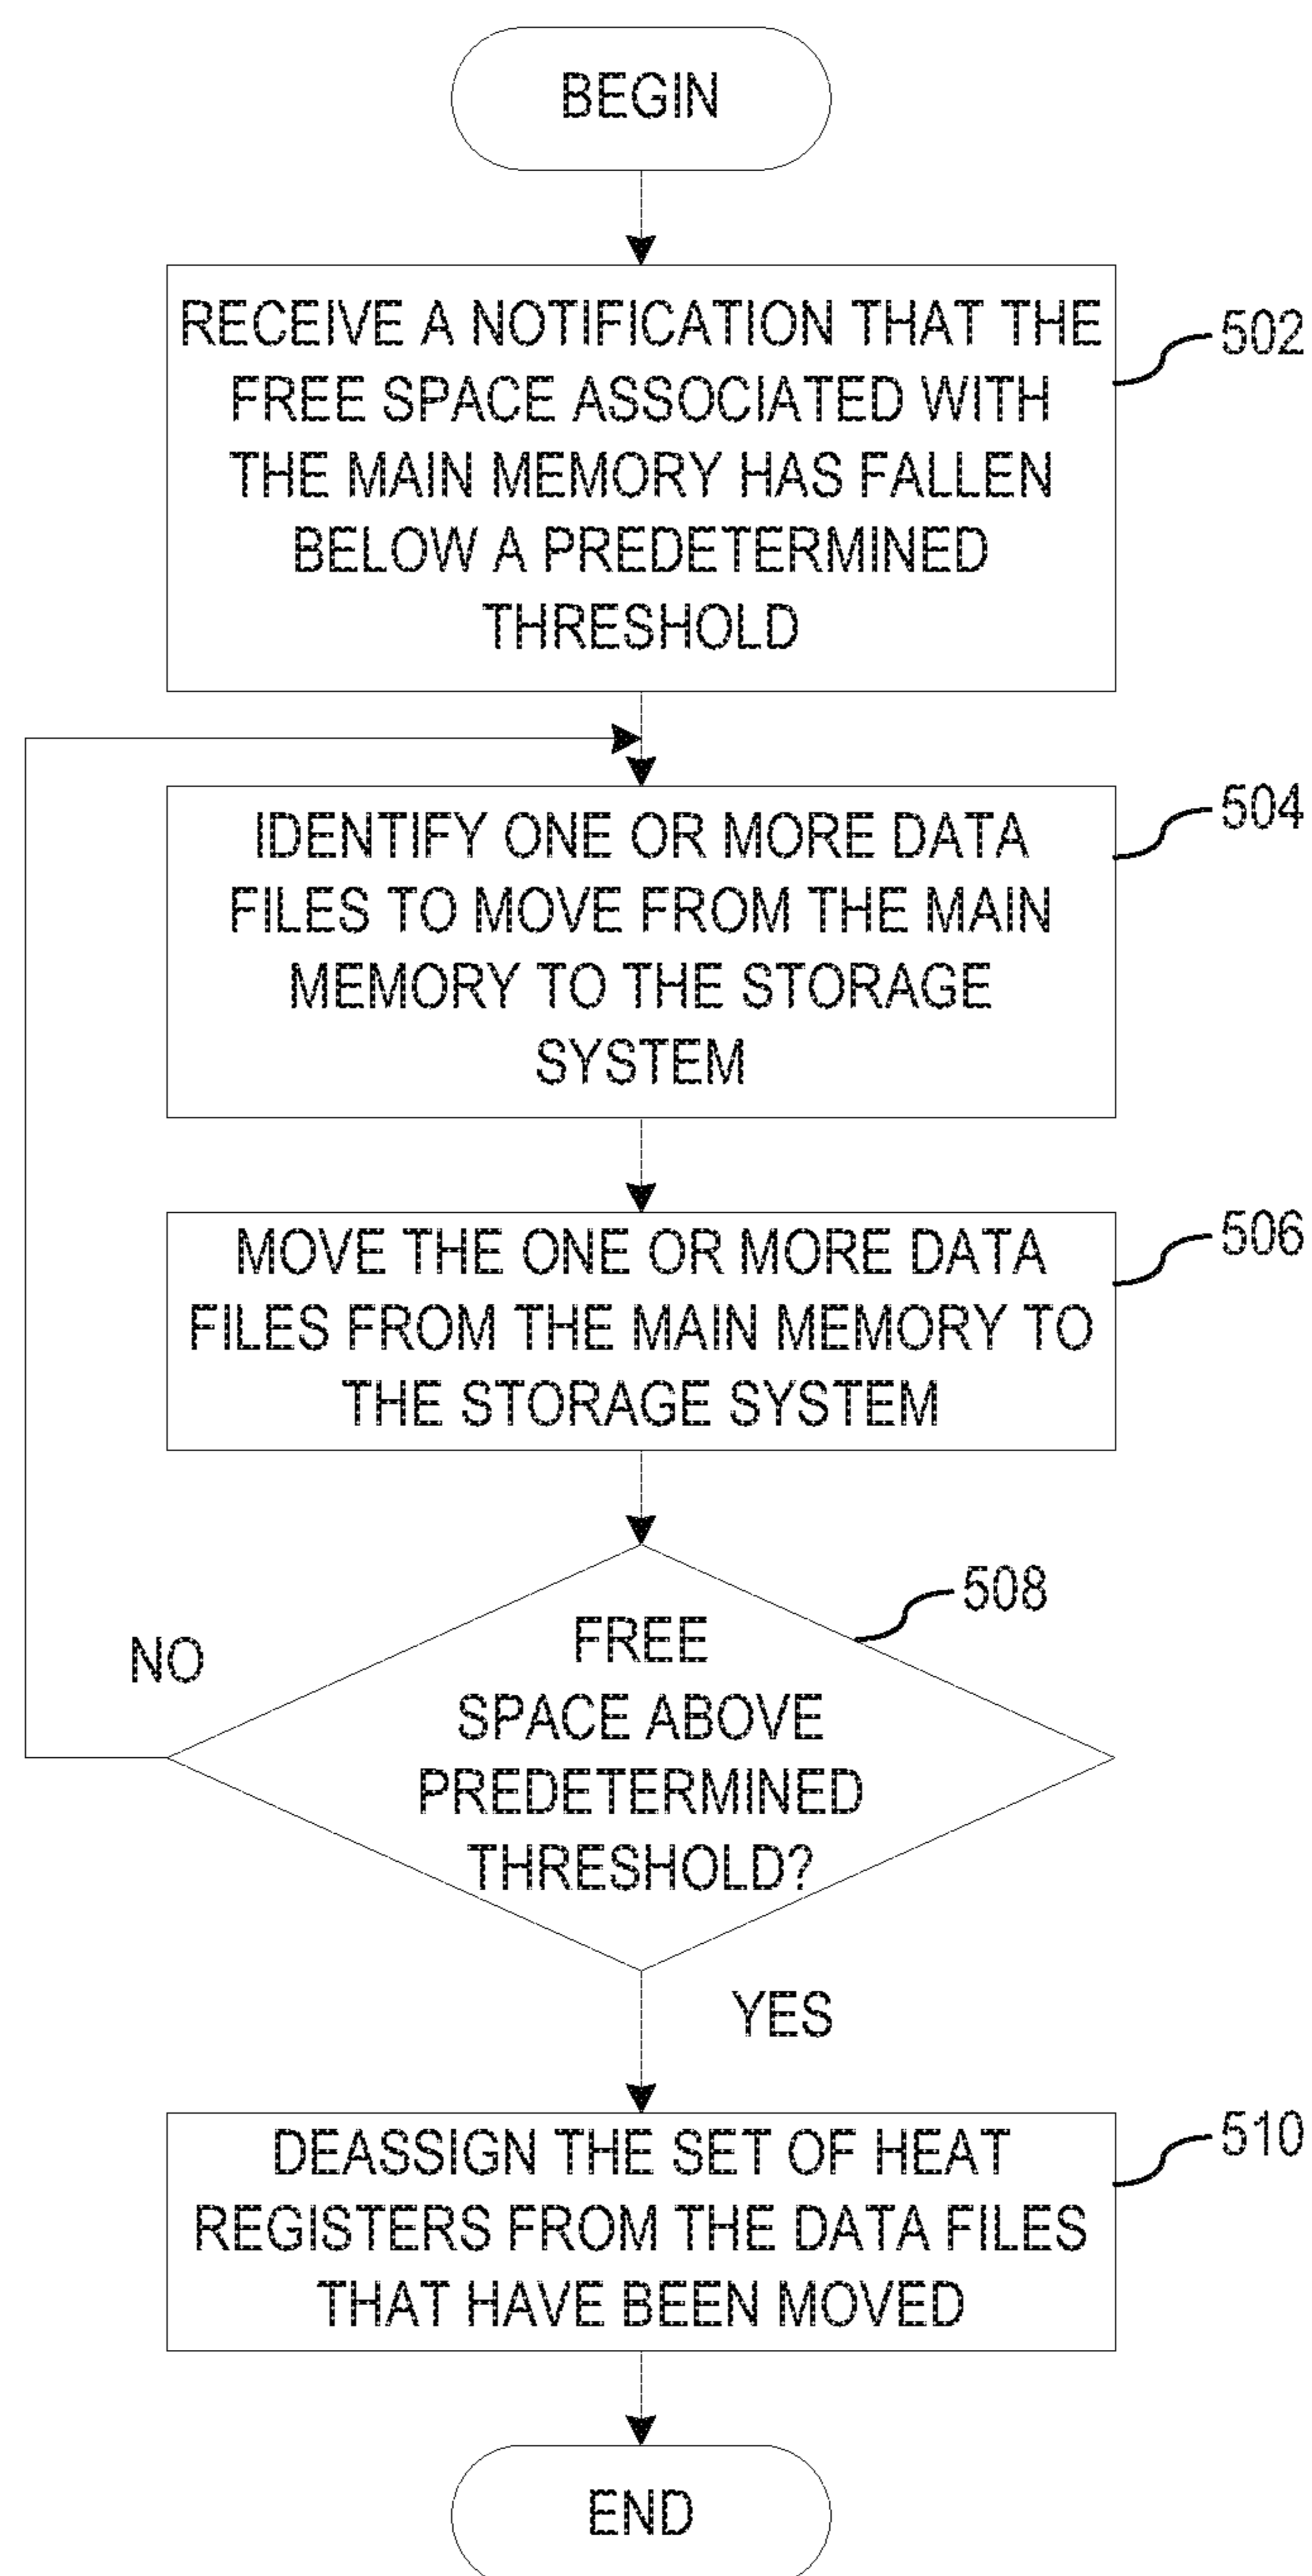 BEGIN
RECEIVE A NOTIFICATION THAT THE
FREE SPACE ASSOCIATED WITH
THE MAIN MEMORY HAS FALLEN
BELOW A PREDETERMINED
THRESHOLD
502
IDENTIFY ONE OR MORE DATA
FILES TO MOVE FROM THE MAIN
MEMORY TO THE STORAGE
SYSTEM
504
MOVE THE ONE OR MORE DATA
FILES FROM THE MAIN MEMORY TO
THE STORAGE SYSTEM
506
FREE
SPACE ABOVE
PREDETERMINED
THRESHOLD?
508
NO
YES
DEASSIGN THE SET OF HEAT
REGISTERS FROM THE DATA FILES
THAT HAVE BEEN MOVED
510
END